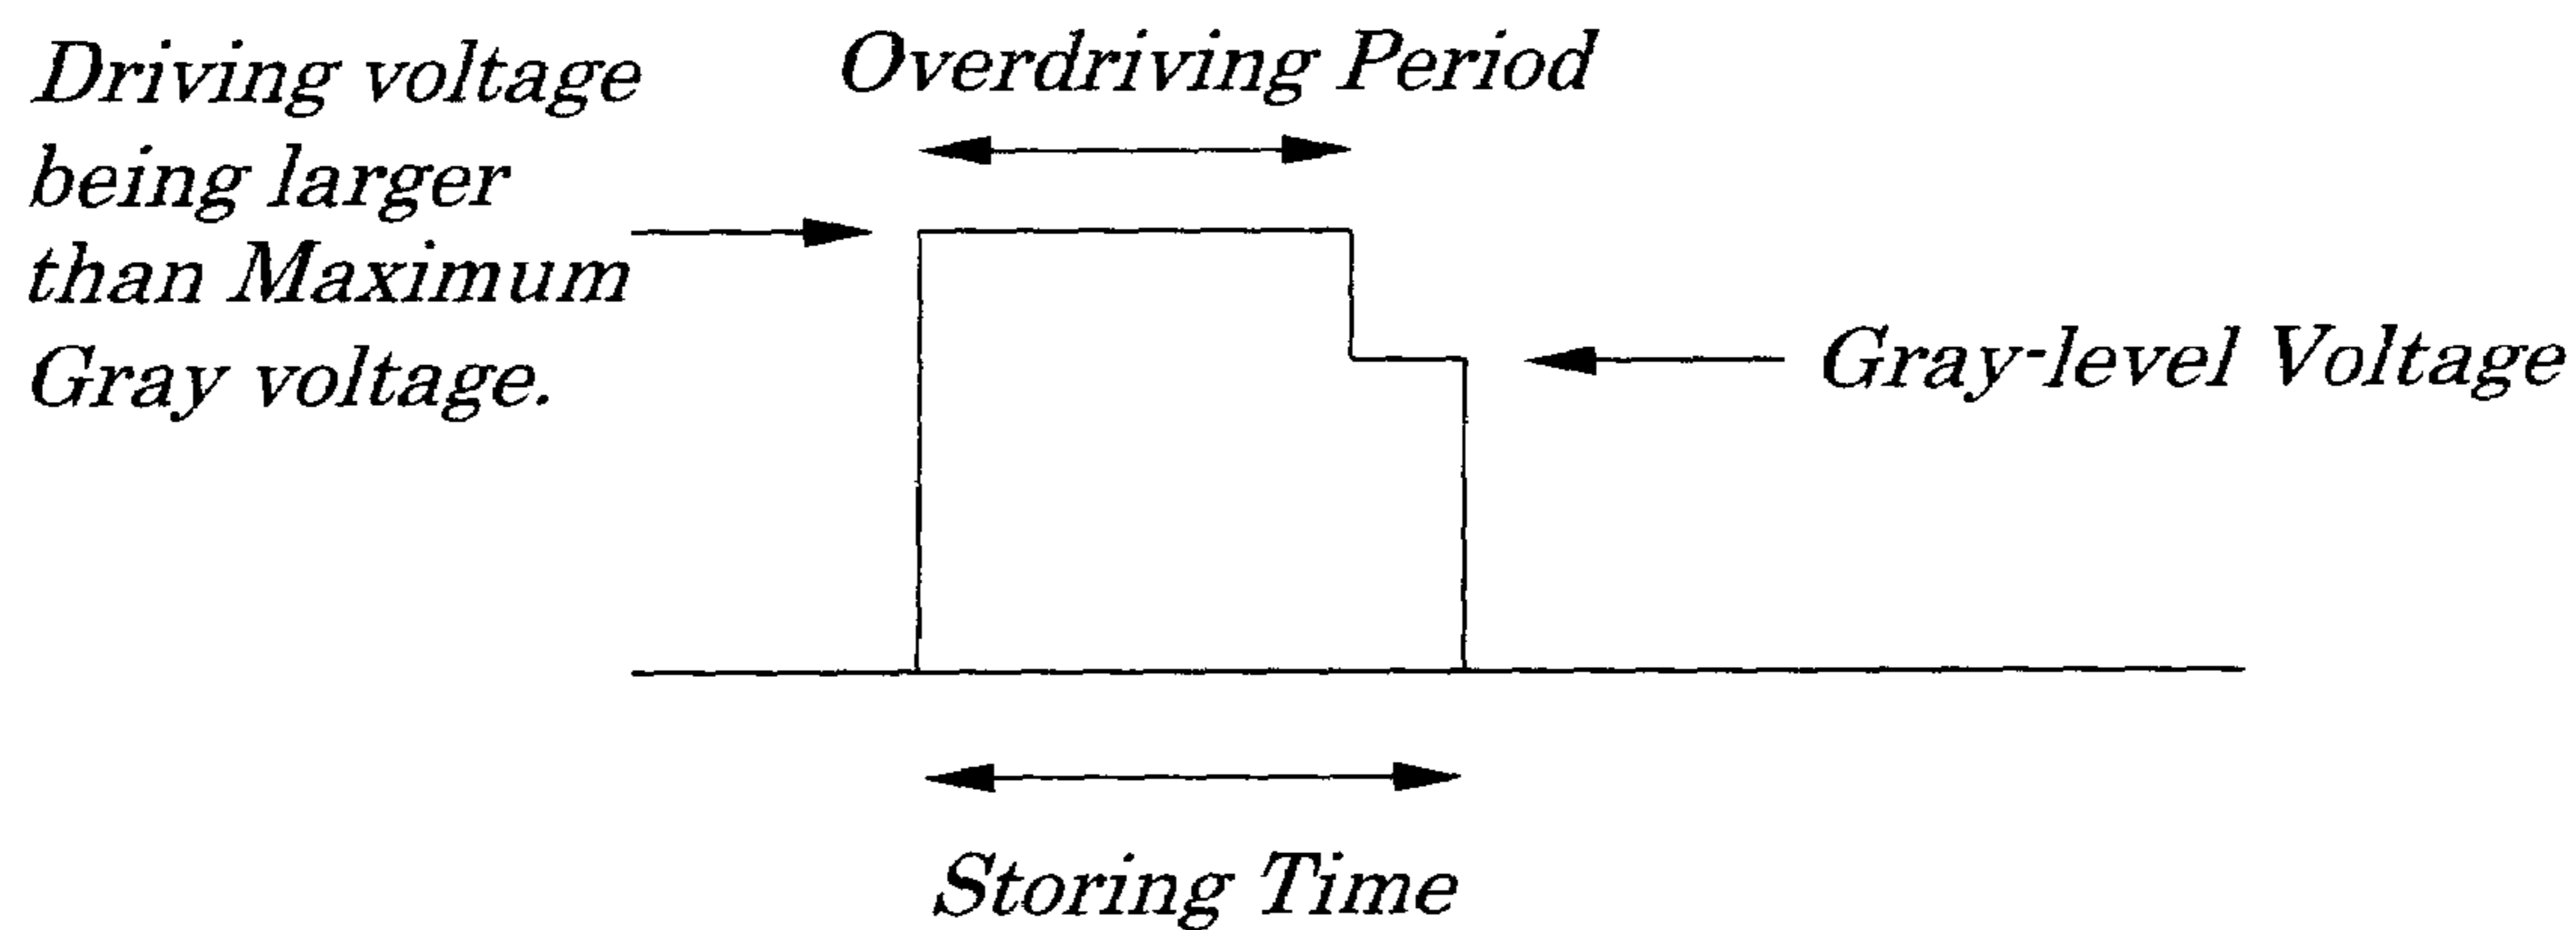 Driving voltage
being larger
than Maximum
Gray voltage.
Overdriving Period
Gray-level Voltage
Storing Time